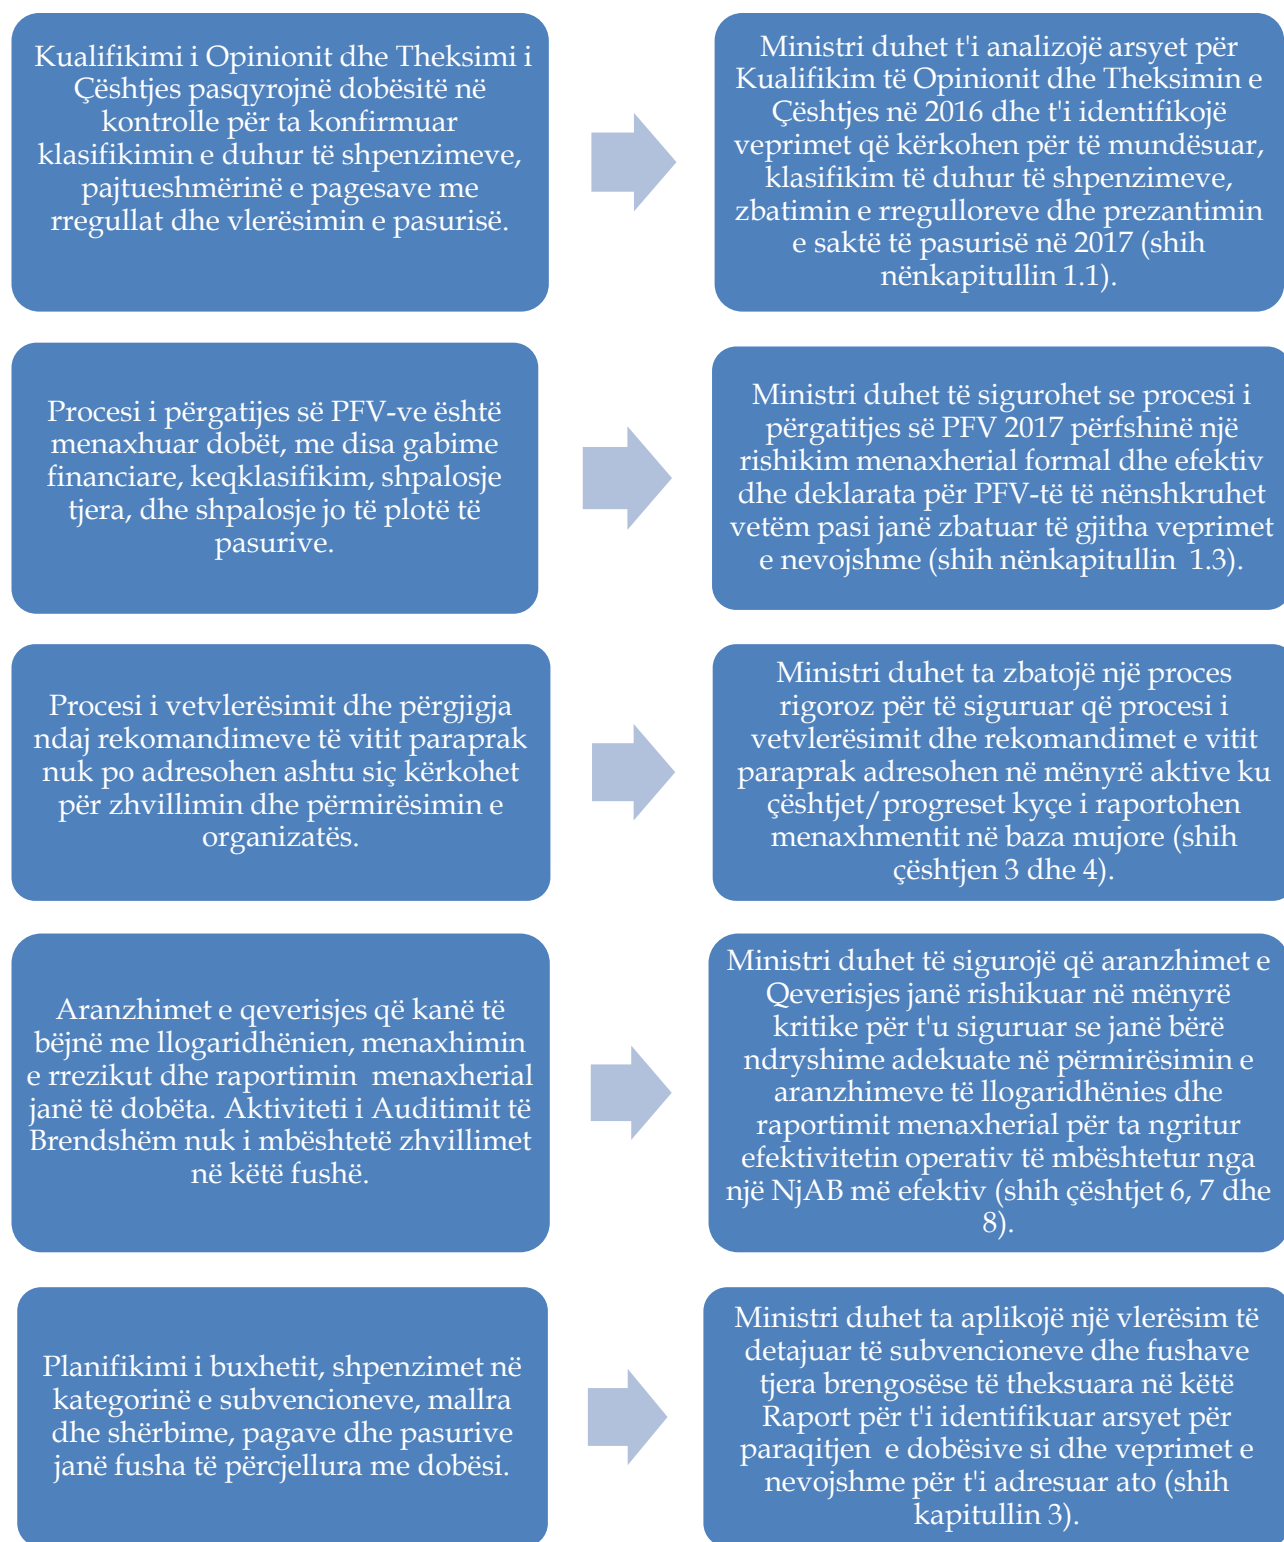 Kualifikimi i Opinionit dhe Theksimi i
Çështjes pasqyrojnë dobësitë në
kontrolle për ta konfirmuar
klasifikimin e duhur të shpenzimeve,
pajtueshmërinë e pagesave me
rregullat dhe vlerësimin e pasurisë.
Ministri duhet t'i analizojë arsyet për
Kualifikim të Opinionit dhe Theksimin e
Çështjes në 2016 dhe t'i identifikojë
veprimet që kërkohen për të mundësuar,
klasifikim të duhur të shpenzimeve,
zbatimin e rregulloreve dhe prezantimin
e saktë të pasurisë në 2017 (shih
nënkapitullin 1.1).
Procesi i përgatijes së PFV-ve është
menaxhuar dobët, me disa gabime
financiare, keqklasifikim, shpalosje
tjera, dhe shpalosje jo të plotë të
pasurive.
Ministri duhet të sigurohet se procesi i
përgatitjes së PFV 2017 përfshinë një
rishikim menaxherial formal dhe efektiv
dhe deklarata për PFV-të të nënshkruhet
vetëm pasi janë zbatuar të gjitha veprimet
e nevojshme (shih nënkapitullin 1.3).
Procesi i vetvlerësimit dhe përgjigja
ndaj rekomandimeve të vitit paraprak
nuk po adresohen ashtu siç kërkohet
për zhvillimin dhe përmirësimin e
organizatës.
Ministri duhet ta zbatojë një proces
rigoroz për të siguruar që procesi i
vetvlerësimit dhe rekomandimet e vitit
paraprak adresohen në mënyrë aktive ku
çështjet/progreset kyçe i raportohen
menaxhmentit në baza mujore (shih
çështjen 3 dhe 4).
Aranzhimet e qeverisjes që kanë të
bëjnë me llogaridhënien, menaxhimin
e rrezikut dhe raportimin menaxherial
janë të dobëta. Aktiviteti i Auditimit të
Brendshëm nuk i mbështetë zhvillimet
në këtë fushë.
Ministri duhet të sigurojë që aranzhimet e
Qeverisjes janë rishikuar në mënyrë
kritike për t'u siguruar se janë bërë
ndryshime adekuate në përmirësimin e
aranzhimeve të llogaridhënies dhe
raportimit menaxherial për ta ngritur
efektivitetin operativ të mbështetur nga
një NjAB më efektiv (shih çështjet 6, 7 dhe
8).
Planifikimi i buxhetit, shpenzimet në
kategorinë e subvencioneve, mallra
dhe shërbime, pagave dhe pasurive
janë fusha të përcjellura me dobësi.
Ministri duhet ta aplikojë një vlerësim të
detajuar të subvencioneve dhe fushave
tjera brengosëse të theksuara në këtë
Raport për t'i identifikuar arsyet për
paraqitjen e dobësive si dhe veprimet e
nevojshme për t'i adresuar ato (shih
kapitullin 3).